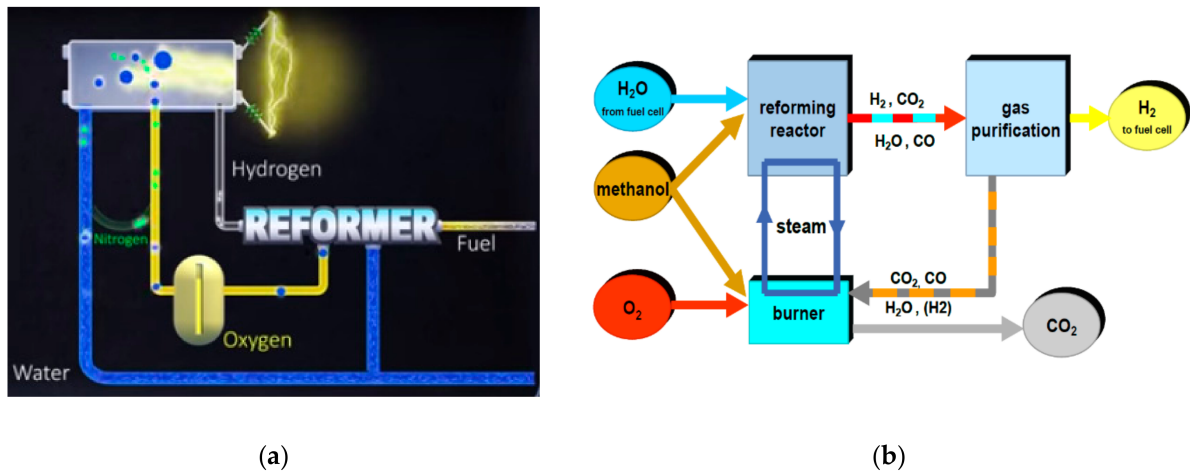 Hydrogen
REFORMER
Fuel
Nitrogen
Oxygen
Water
(a)
H₂O
from fuel cell
reforming
reactor
H₂ , CO₂
H₂O , CO
gas
purification
H₂
to fuel cell
methanol
steam
O₂
burner
CO₂, CO
H₂O , (H2)
CO₂
(b)